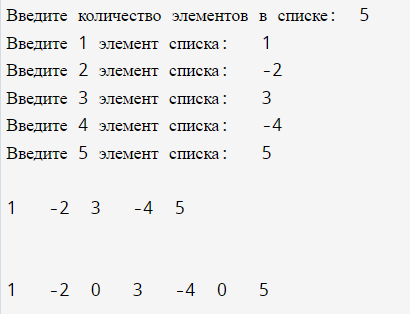 Введите количество элементов в списке: 5
Введите 1 элемент списка: 1
Введите 2 элемент списка: -2
Введите 3 элемент списка: 3
Введите 4 элемент списка: -4
Введите 5 элемент списка: 5
1 -2 3 -4 5
1 -2 0 3 -4 0 5